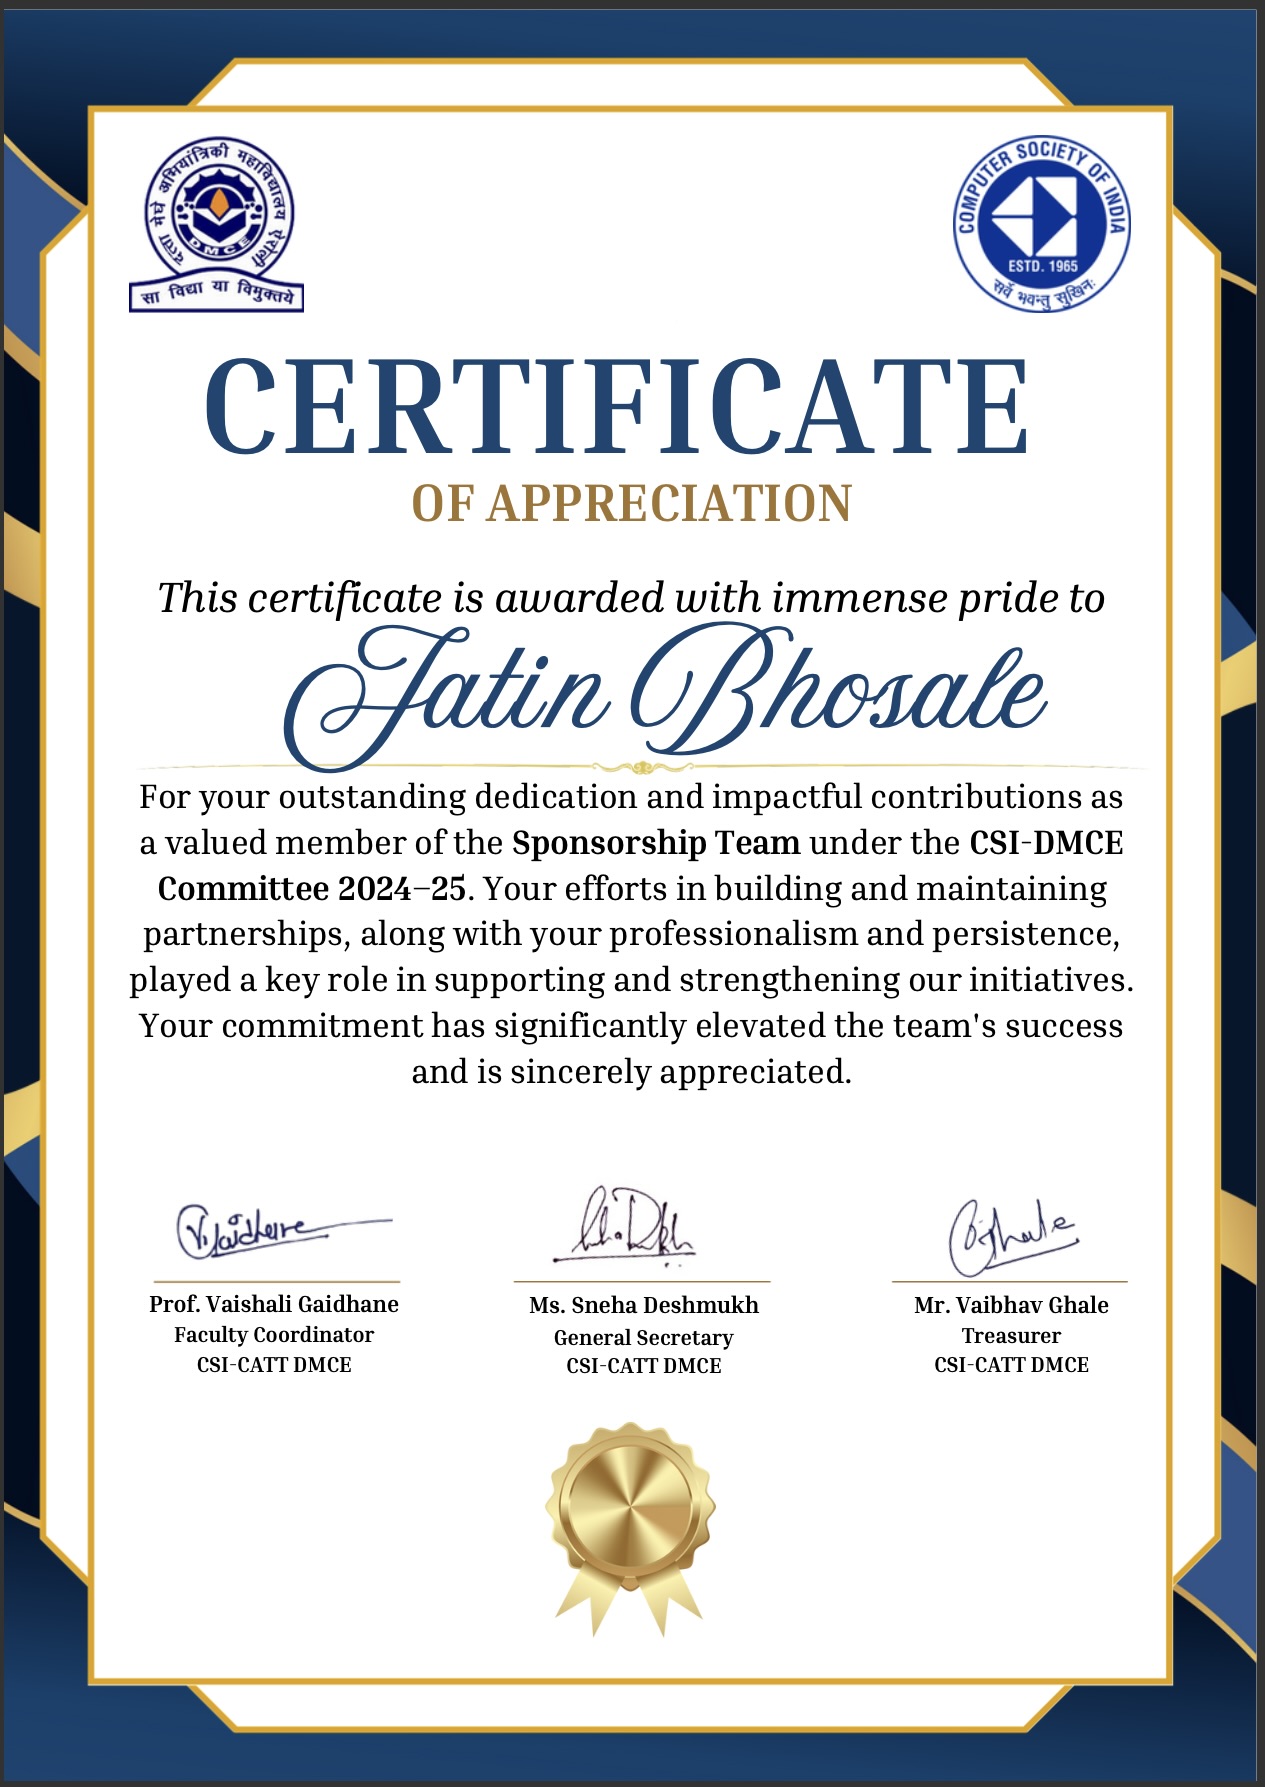 दत्ता मेघे अभियांत्रिकी महाविद्यालय ऐरोली
DMCE
सा विद्या या विमुक्तये
COMPUTER SOCIETY OF INDIA
ESTD. 1965
सर्वे भवन्तु सुखिनः
CERTIFICATE
OF APPRECIATION
This certificate is awarded with immense pride to
Jatin Bhosale
For your outstanding dedication and impactful contributions as
a valued member of the Sponsorship Team under the CSI-DMCE
Committee 2024–25. Your efforts in building and maintaining
partnerships, along with your professionalism and persistence,
played a key role in supporting and strengthening our initiatives.
Your commitment has significantly elevated the team's success
and is sincerely appreciated.
Prof. Vaishali Gaidhane
Faculty Coordinator
CSI-CATT DMCE
Ms. Sneha Deshmukh
General Secretary
CSI-CATT DMCE
Mr. Vaibhav Ghale
Treasurer
CSI-CATT DMCE